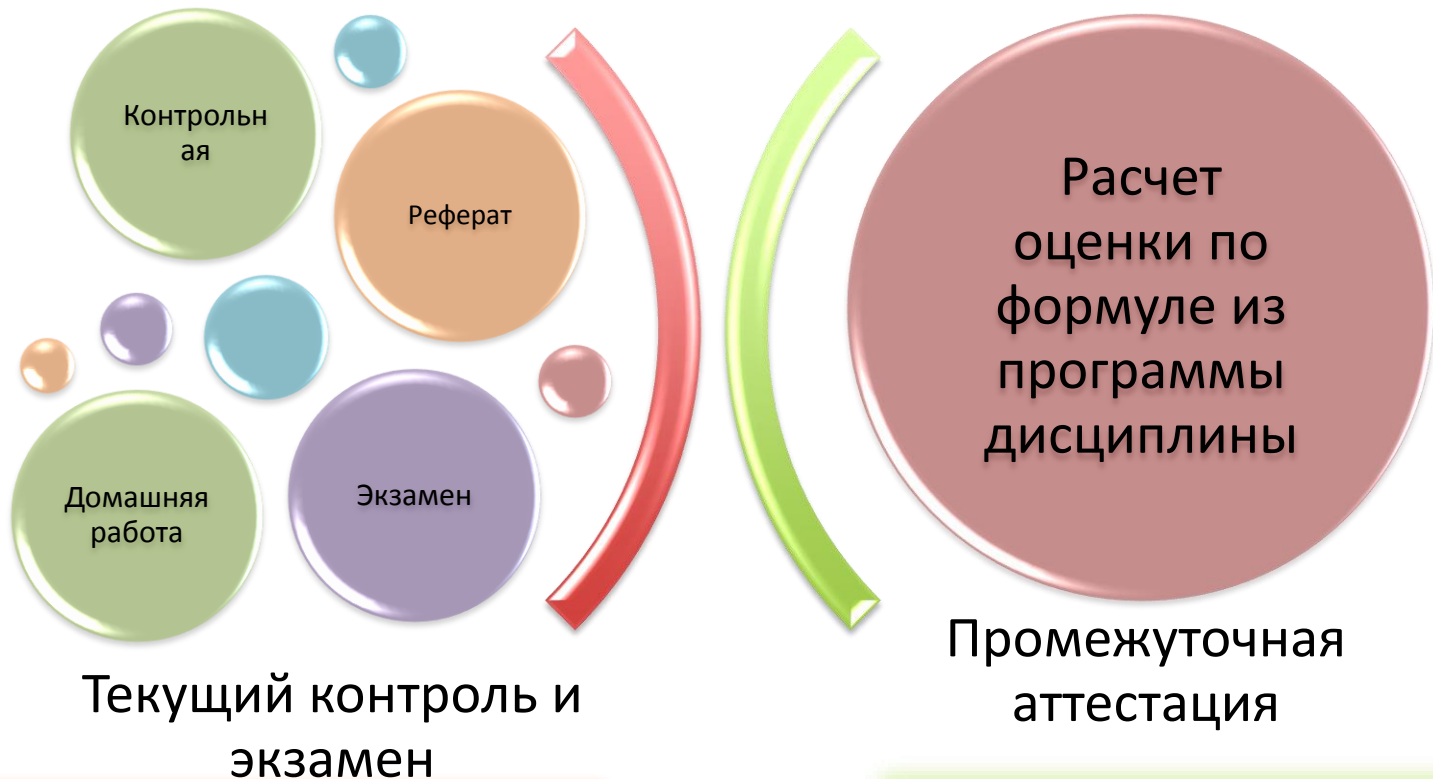 Контрольн
ая
Реферат
Домашняя
работа
Экзамен
Текущий контроль и
экзамен
Расчет
оценки по
формуле из
программы
дисциплины
Промежуточная
аттестация